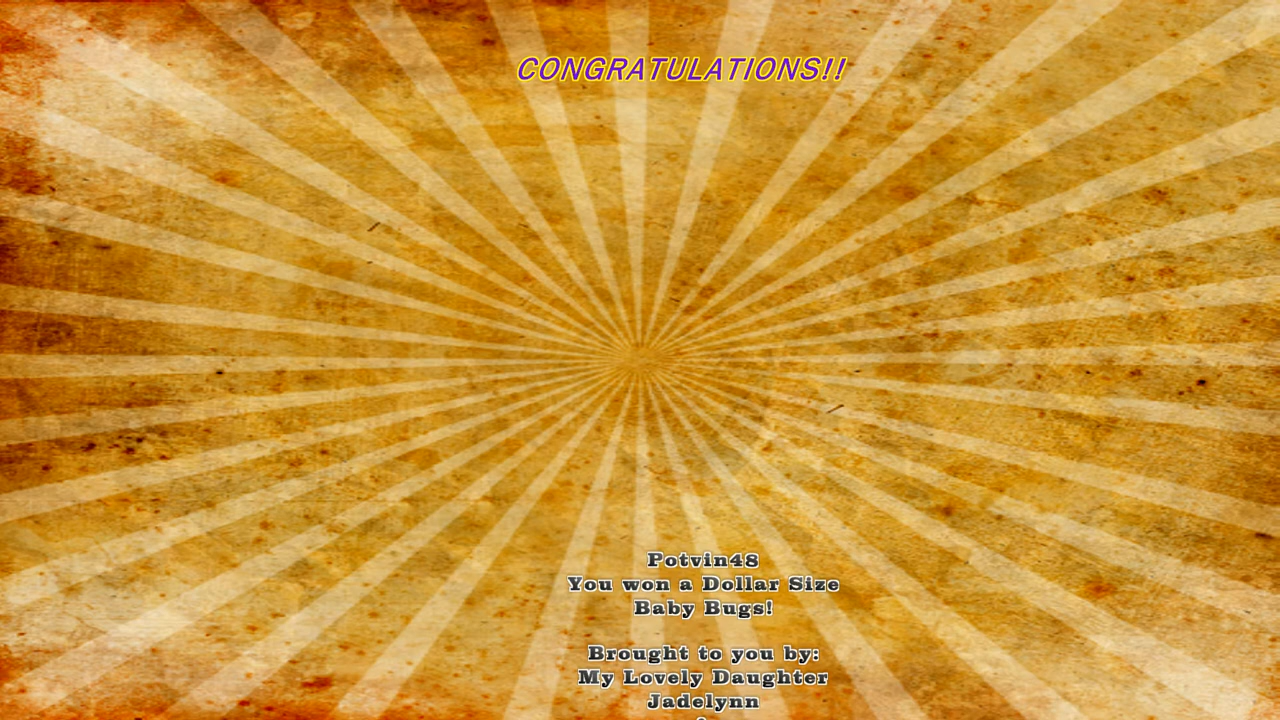 CONGRATULATIONS!!
Potvin48
You won a Dollar Size
Baby Bugs!
Brought to you by:
My Lovely Daughter
Jadelynn